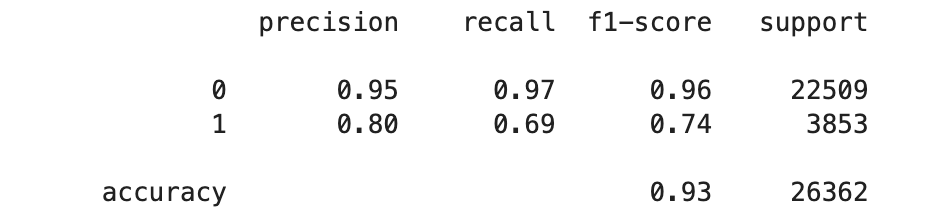 precision recall f1-score support
0 0.95 0.97 0.96 22509
1 0.80 0.69 0.74 3853
accuracy 0.93 26362